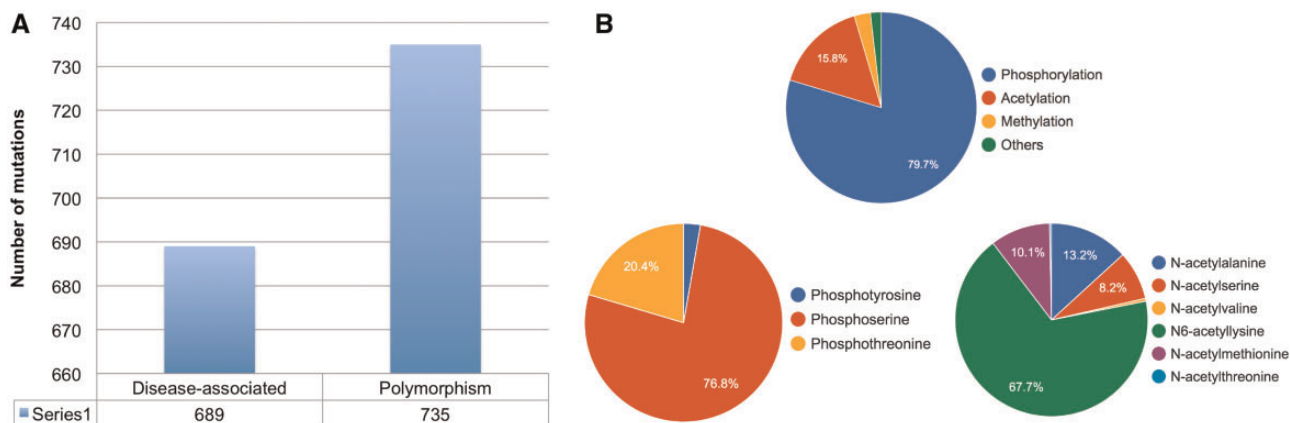 A
Number of mutations
740
730
720
710
700
690
680
670
660
Disease-associated Polymorphism
Series1 689 735
B
15.8%
79.7%
Phosphorylation
Acetylation
Methylation
Others
20.4%
76.8%
Phosphotyrosine
Phosphoserine
Phosphothreonine
10.1%
13.2%
8.2%
67.7%
N-acetylalanine
N-acetylserine
N-acetylvaline
N6-acetyllysine
N-acetylmethionine
N-acetylthreonine